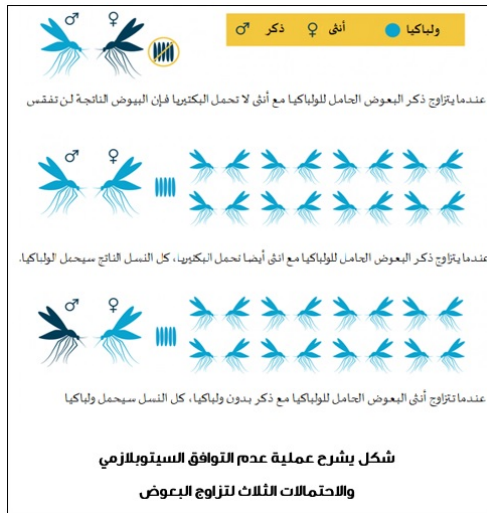 ولباكيا ♀ أنثى ♂ ذكر
♂ ♀
عندما يتزاوج ذكر البعوض الحامل للولباكيا مع أنثى لا تحمل البكتيريا فإن البيوض الناتجة لن تفقس
♂ ♀
عندما يتزاوج ذكر البعوض الحامل للولباكيا مع انثى أيضا تحمل البكتيريا، كل النسل الناتج سيحمل الولباكيا.
♂ ♀
عندما تتزاوج أنثى البعوض الحامل للولباكيا مع ذكر بدون ولباكيا، كل النسل سيحمل ولباكيا
شكل يشرح عملية عدم التوافق السيتوبلازمي
والاحتمالات الثلاث لتزاوج البعوض